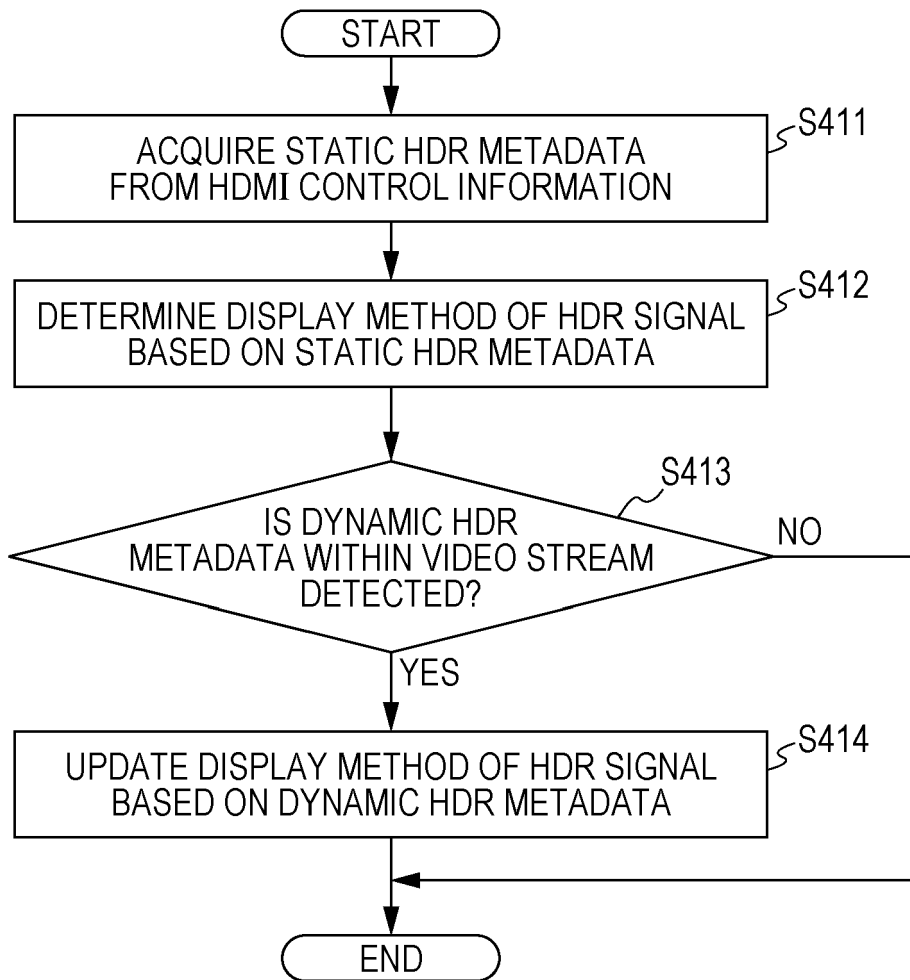 START
S411
ACQUIRE STATIC HDR METADATA
FROM HDMI CONTROL INFORMATION
S412
DETERMINE DISPLAY METHOD OF HDR SIGNAL
BASED ON STATIC HDR METADATA
S413
IS DYNAMIC HDR
METADATA WITHIN VIDEO STREAM
DETECTED?
NO
YES
S414
UPDATE DISPLAY METHOD OF HDR SIGNAL
BASED ON DYNAMIC HDR METADATA
END